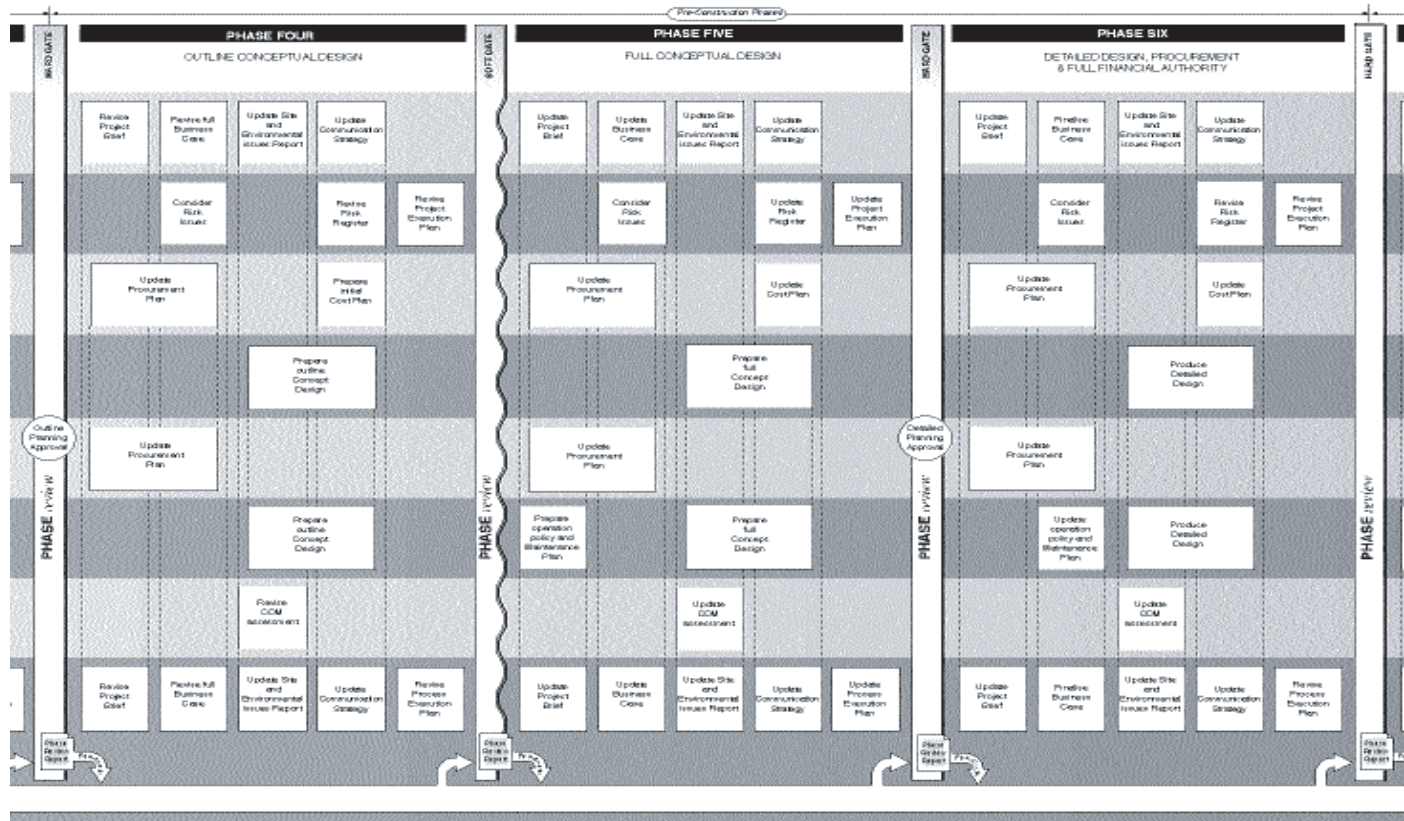 Pre-Construction Phases
HARD GATE
PHASE FOUR
OUTLINE CONCEPTUAL DESIGN
SOFT GATE
PHASE FIVE
FULL CONCEPTUAL DESIGN
HARD GATE
PHASE SIX
DETAILED DESIGN, PROCUREMENT
& FULL FINANCIAL AUTHORITY
HARD GATE
Revise
Project
Brief
Revise full
Business
Case
Update Site
and
Environmental
issues Report
Update
Communication
Strategy
Update
Project
Brief
Update
Business
Case
Update Site
and
Environmental
issues Report
Update
Communication
Strategy
Update
Project
Brief
Finalise
Business
Case
Update Site
and
Environmental
issues Report
Update
Communication
Strategy
Consider
Risk
Issues
Revise
Risk
Register
Revise
Project
Execution
Plan
Consider
Risk
Issues
Update
Risk
Register
Update
Project
Execution
Plan
Consider
Risk
Issues
Revise
Risk
Register
Revise
Project
Execution
Plan
Update
Procurement
Plan
Prepare
initial
Cost Plan
Update
Procurement
Plan
Update
Cost Plan
Update
Procurement
Plan
Update
Cost Plan
Prepare
outline
Concept
Design
Prepare
full
Concept
Design
Produce
Detailed
Design
Outline
Planning
Approval
Update
Procurement
Plan
Update
Procurement
Plan
Detailed
Planning
Approval
Update
Procurement
Plan
PHASE review
Prepare
outline
Concept
Design
PHASE review
Prepare
operation
policy and
Maintenance
Plan
Prepare
full
Concept
Design
PHASE review
Update
operation
policy and
Maintenance
Plan
Produce
Detailed
Design
PHASE review
Revise
CDM
assessment
Update
CDM
assessment
Update
CDM
assessment
Revise
Project
Brief
Revise full
Business
Case
Update Site
and
Environmental
issues Report
Update
Communication
Strategy
Revise
Process
Execution
Plan
Update
Project
Brief
Update
Business
Case
Update Site
and
Environmental
issues Report
Update
Communication
Strategy
Update
Process
Execution
Plan
Update
Project
Brief
Finalise
Business
Case
Update Site
and
Environmental
issues Report
Update
Communication
Strategy
Revise
Process
Execution
Plan
Phase
Review
Report
Phase
Review
Report
Phase
Review
Report
Phase
Review
Report